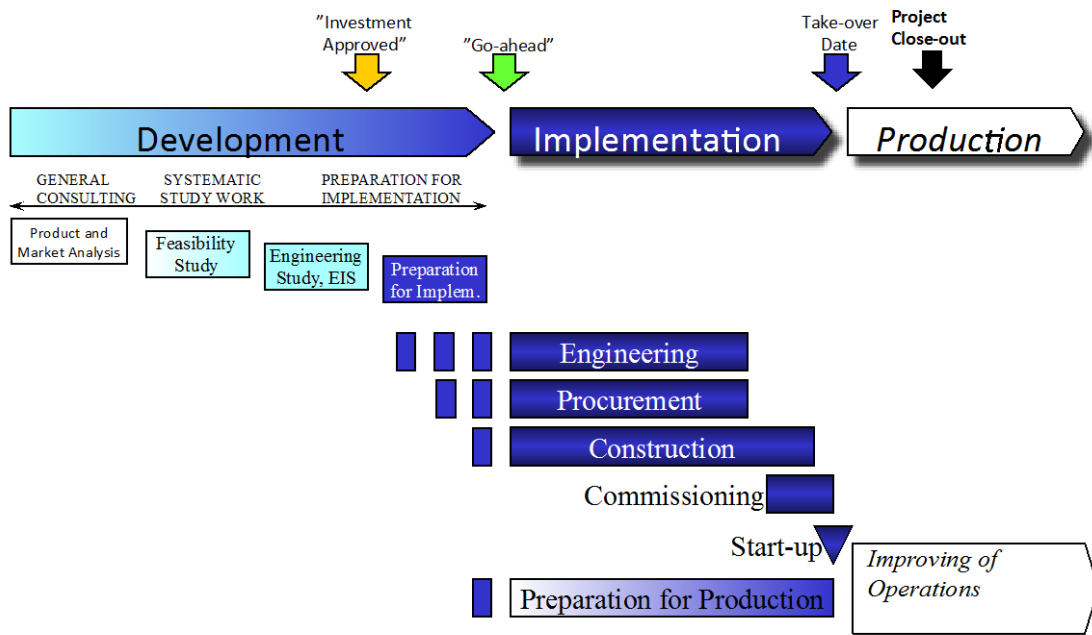 ”Investment
Approved”
”Go-ahead”
Take-over
Date
Project
Close-out
Development
Implementation
Production
GENERAL
CONSULTING
SYSTEMATIC
STUDY WORK
PREPARATION FOR
IMPLEMENTATION
Product and
Market Analysis
Feasibility
Study
Engineering
Study, EIS
Preparation
for Implem.
Engineering
Procurement
Construction
Commissioning
Start-up
Improving of
Operations
Preparation for Production